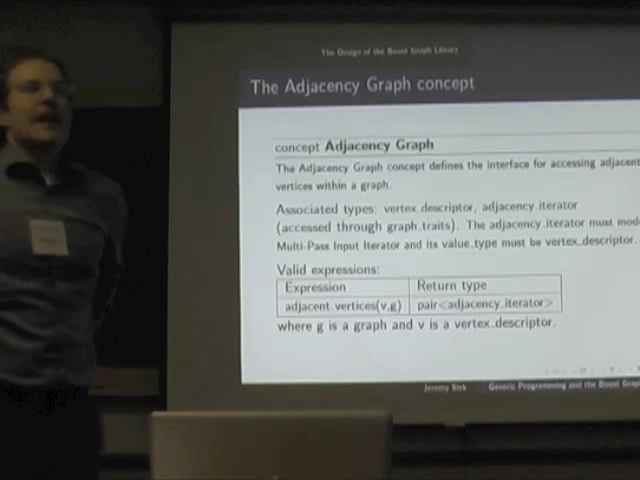 The Design of the Boost Graph Library
The Adjacency Graph concept
concept Adjacency Graph
The Adjacency Graph concept defines the interface for accessing adjacent
vertices within a graph.
Associated types: vertex_descriptor, adjacency_iterator
(accessed through graph_traits). The adjacency_iterator must mode
Multi-Pass Input Iterator and its value_type must be vertex_descriptor.
Valid expressions:
Expression Return type
adjacent_vertices(v,g) pair<adjacency_iterator>
where g is a graph and v is a vertex_descriptor.
Jeremy Siek Generic Programming and the Boost Grap